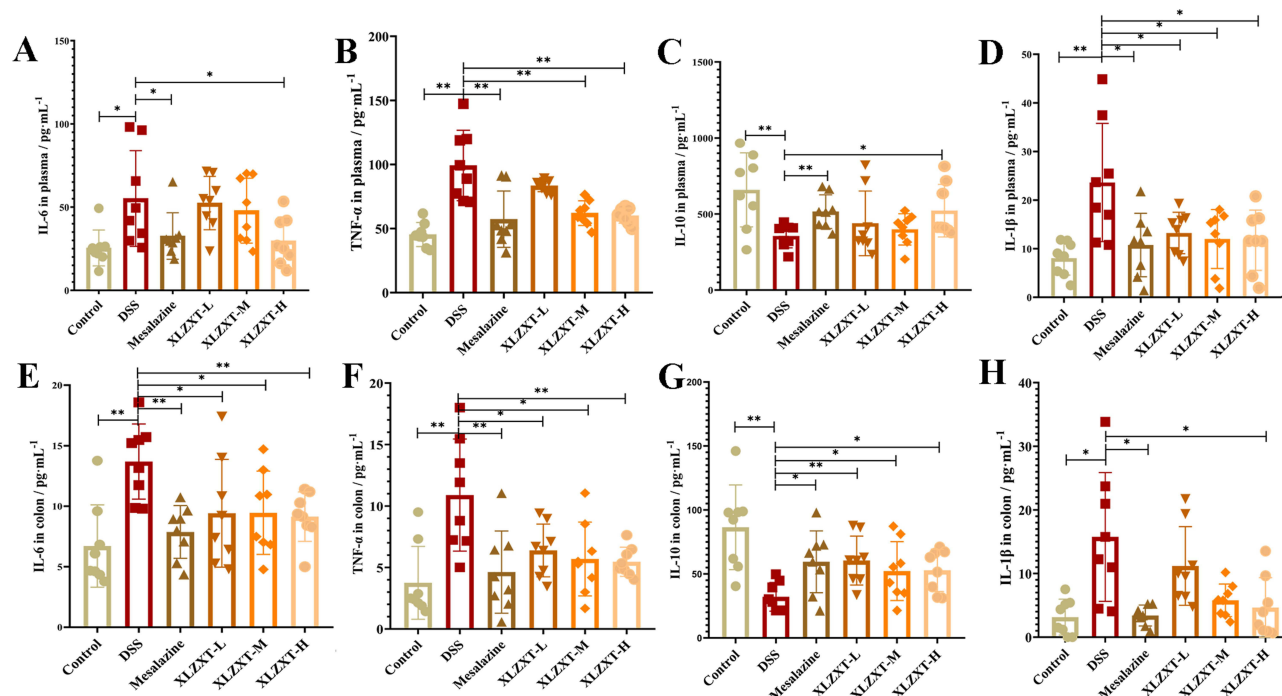 A
IL-6 in plasma / pg·mL⁻¹
150
100
50
0
*
*
*
Control
DSS
Mesalazine
XLZXT-L
XLZXT-M
XLZXT-H
B
TNF-α in plasma / pg·mL⁻¹
200
150
100
50
0
**
**
**
**
Control
DSS
Mesalazine
XLZXT-L
XLZXT-M
XLZXT-H
C
IL-10 in plasma / pg·mL⁻¹
1500
1000
500
0
*
**
**
Control
DSS
Mesalazine
XLZXT-L
XLZXT-M
XLZXT-H
D
IL-1β in plasma / pg·mL⁻¹
50
40
30
20
10
0
*
*
*
**
*
Control
DSS
Mesalazine
XLZXT-L
XLZXT-M
XLZXT-H
E
IL-6 in colon / pg·mL⁻¹
20
15
10
5
0
**
*
*
**
**
Control
DSS
Mesalazine
XLZXT-L
XLZXT-M
XLZXT-H
F
TNF-α in colon / pg·mL⁻¹
20
15
10
5
0
**
*
*
**
**
Control
DSS
Mesalazine
XLZXT-L
XLZXT-M
XLZXT-H
G
IL-10 in colon / pg·mL⁻¹
200
150
100
50
0
**
*
*
**
*
Control
DSS
Mesalazine
XLZXT-L
XLZXT-M
XLZXT-H
H
IL-1β in colon / pg·mL⁻¹
40
30
20
10
0
*
*
*
Control
DSS
Mesalazine
XLZXT-L
XLZXT-M
XLZXT-H